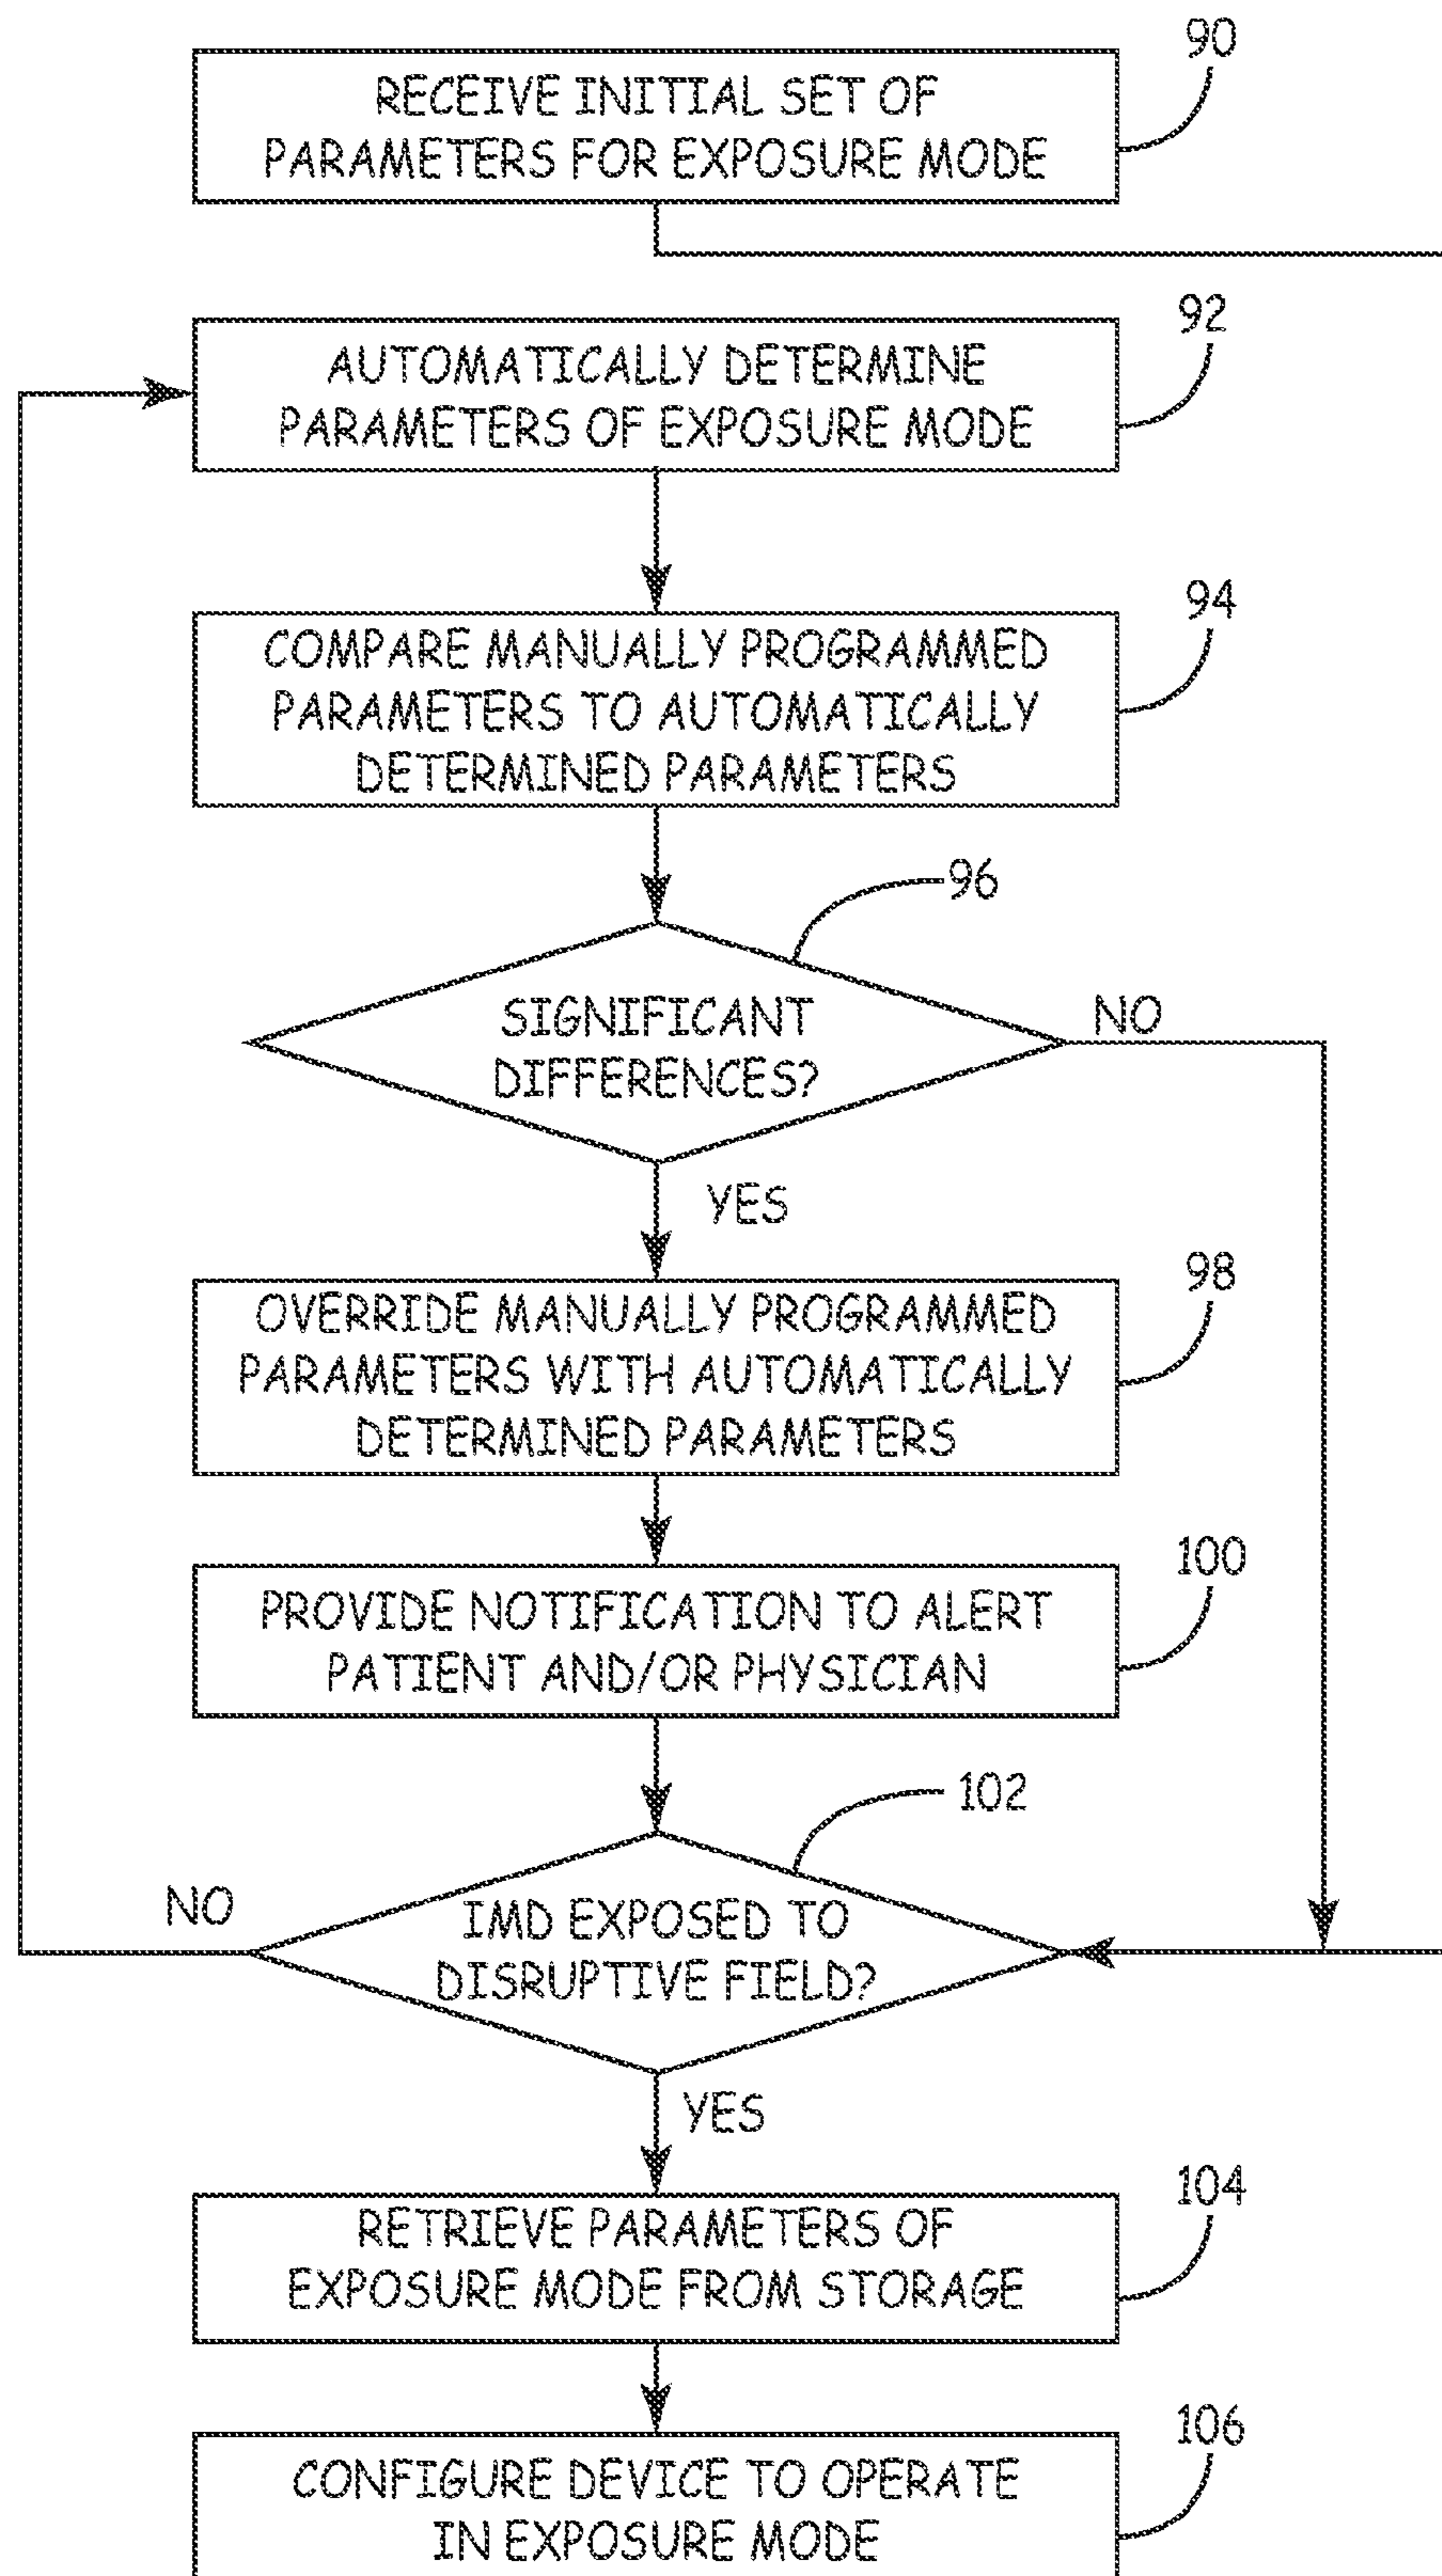 90
RECEIVE INITIAL SET OF
PARAMETERS FOR EXPOSURE MODE
92
AUTOMATICALLY DETERMINE
PARAMETERS OF EXPOSURE MODE
94
COMPARE MANUALLY PROGRAMMED
PARAMETERS TO AUTOMATICALLY
DETERMINED PARAMETERS
96
SIGNIFICANT
DIFFERENCES?
NO
YES
98
OVERRIDE MANUALLY PROGRAMMED
PARAMETERS WITH AUTOMATICALLY
DETERMINED PARAMETERS
100
PROVIDE NOTIFICATION TO ALERT
PATIENT AND/OR PHYSICIAN
102
NO
IMD EXPOSED TO
DISRUPTIVE FIELD?
YES
104
RETRIEVE PARAMETERS OF
EXPOSURE MODE FROM STORAGE
106
CONFIGURE DEVICE TO OPERATE
IN EXPOSURE MODE